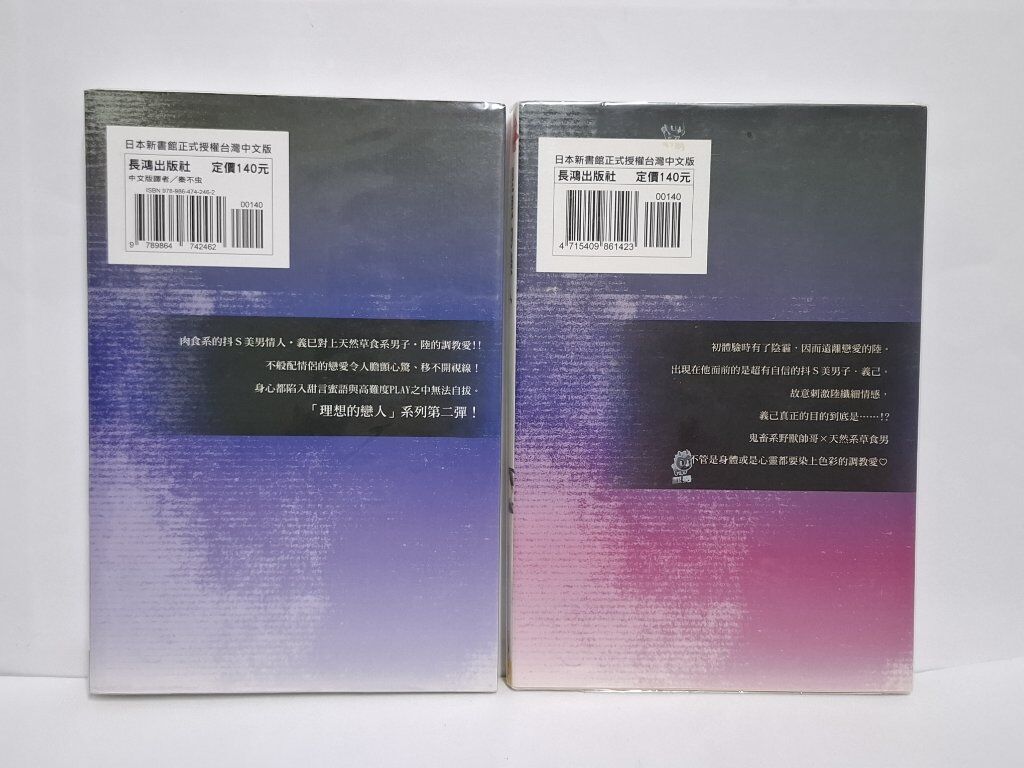 日本新書館正式授權台灣中文版
長鴻出版社 定價140元
中文版譯者／秦不虫
ISBN 978-986-474-246-2
00140
9 789864 742462
肉食系的抖S美男情人・義巳對上天然草食系男子・陸的調教愛!!
不般配情侶的戀愛令人膽顫心驚、移不開視線！
身心都陷入甜言蜜語與高難度PLAY之中無法自拔。
「理想的戀人」系列第二彈！
日本新書館正式授權台灣中文版
長鴻出版社 定價140元
00140
4 715409 861423
初體驗時有了陰霾，因而遠離戀愛的陸。
出現在他面前的是超有自信的抖S美男子・義己。
故意刺激陸纖細情感，
義己真正的目的到底是……!?
鬼畜系野獸帥哥×天然系草食男
不管是身體或是心靈都要染上色彩的調教愛♡